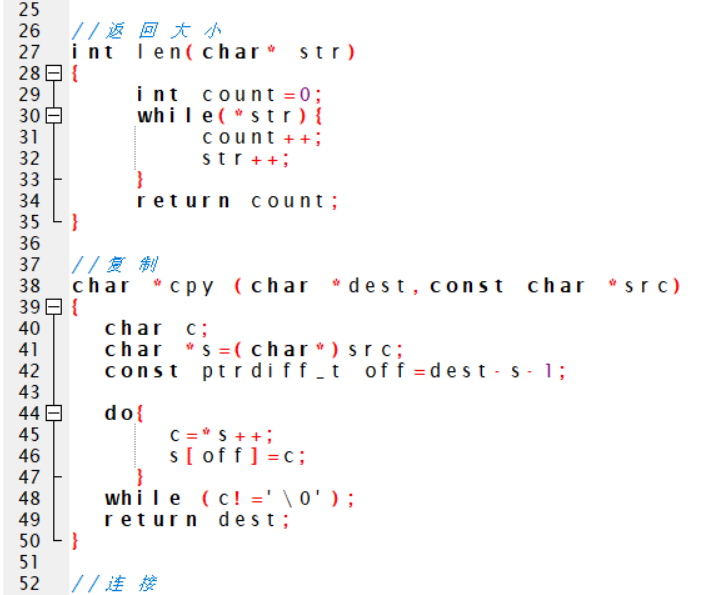 25
26 //返回大小
27 int len(char* str)
28 {
29 int count=0;
30 while(*str){
31 count++;
32 str++;
33 }
34 return count;
35 }
36
37 //复制
38 char *cpy (char *dest,const char *src)
39 {
40 char c;
41 char *s=(char*)src;
42 const ptrdiff_t off=dest-s-1;
43
44 do{
45 c=*s++;
46 s[off]=c;
47 }
48 while (c!='\0');
49 return dest;
50 }
51
52 //连接